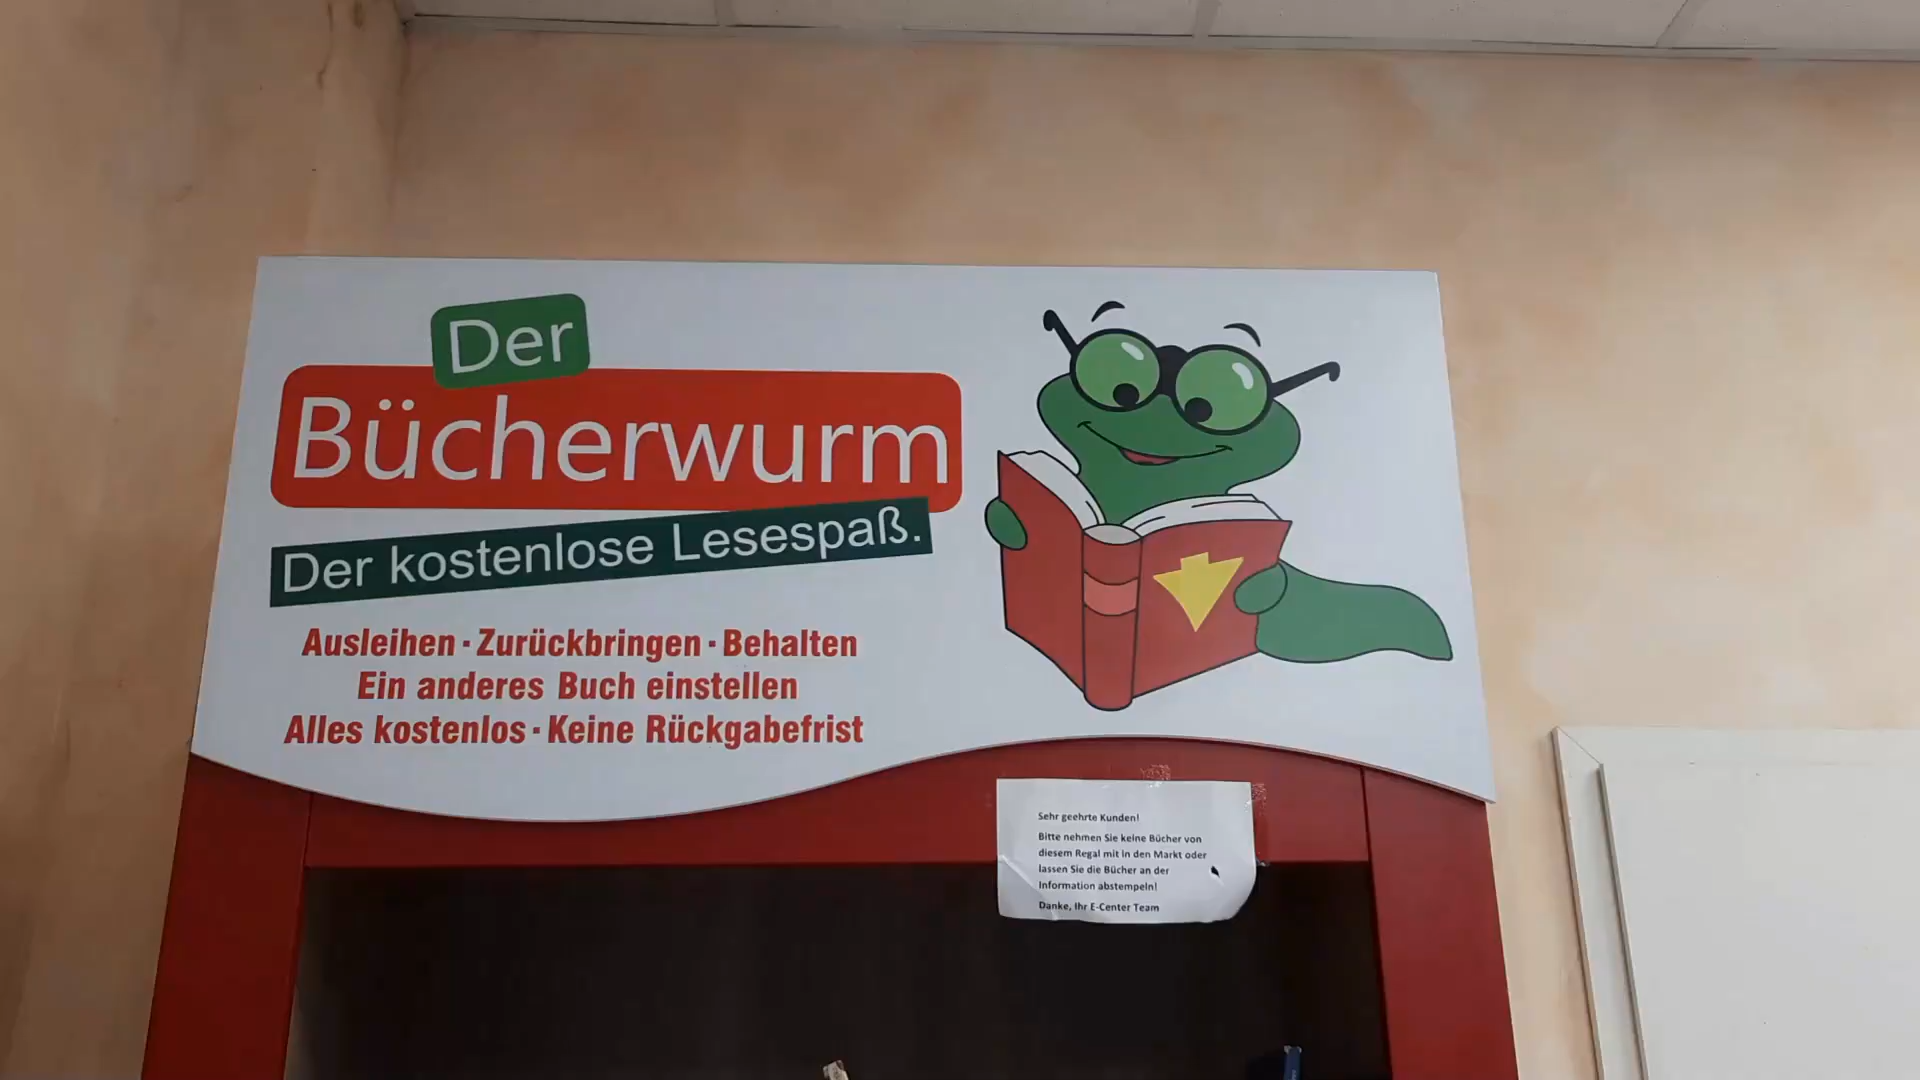 Der
Bücherwurm
Der kostenlose Lesespaß.
Ausleihen · Zurückbringen · Behalten
Ein anderes Buch einstellen
Alles kostenlos · Keine Rückgabefrist
Sehr geehrte Kunden!
Bitte nehmen Sie keine Bücher von
diesem Regal mit in den Markt oder
lassen Sie die Bücher an der
Information abstempeln!
Danke, Ihr E-Center Team